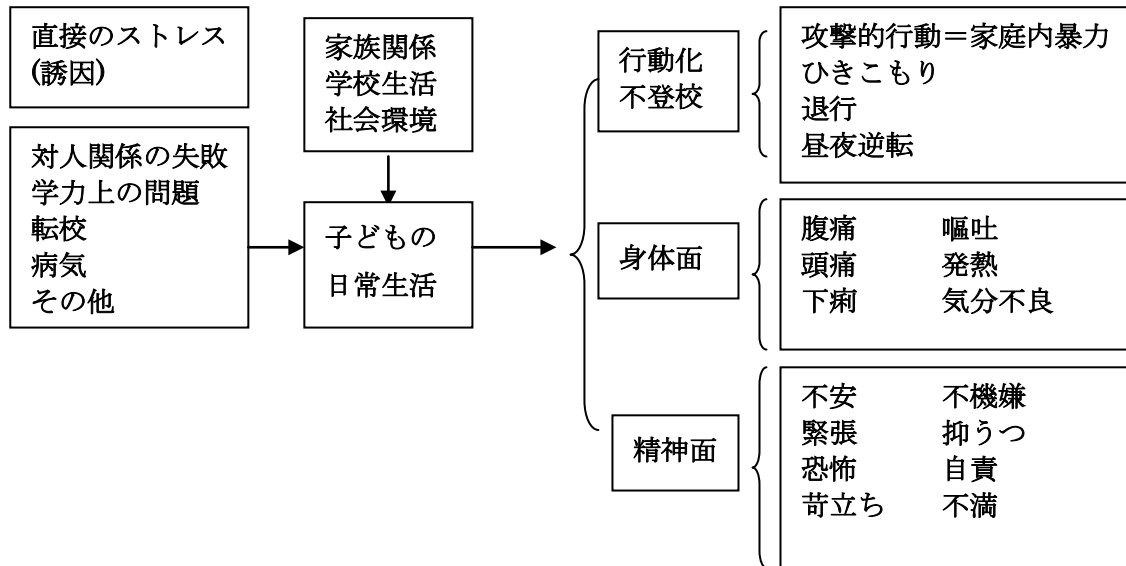 直接のストレス
(誘因)
対人関係の失敗
学力上の問題
転校
病気
その他
家族関係
学校生活
社会環境
子どもの
日常生活
行動化
不登校
攻撃的行動＝家庭内暴力
ひきこもり
退行
昼夜逆転
身体面
腹痛 嘔吐
頭痛 発熱
下痢 気分不良
精神面
不安 不機嫌
緊張 抑うつ
恐怖 自責
苛立ち 不満